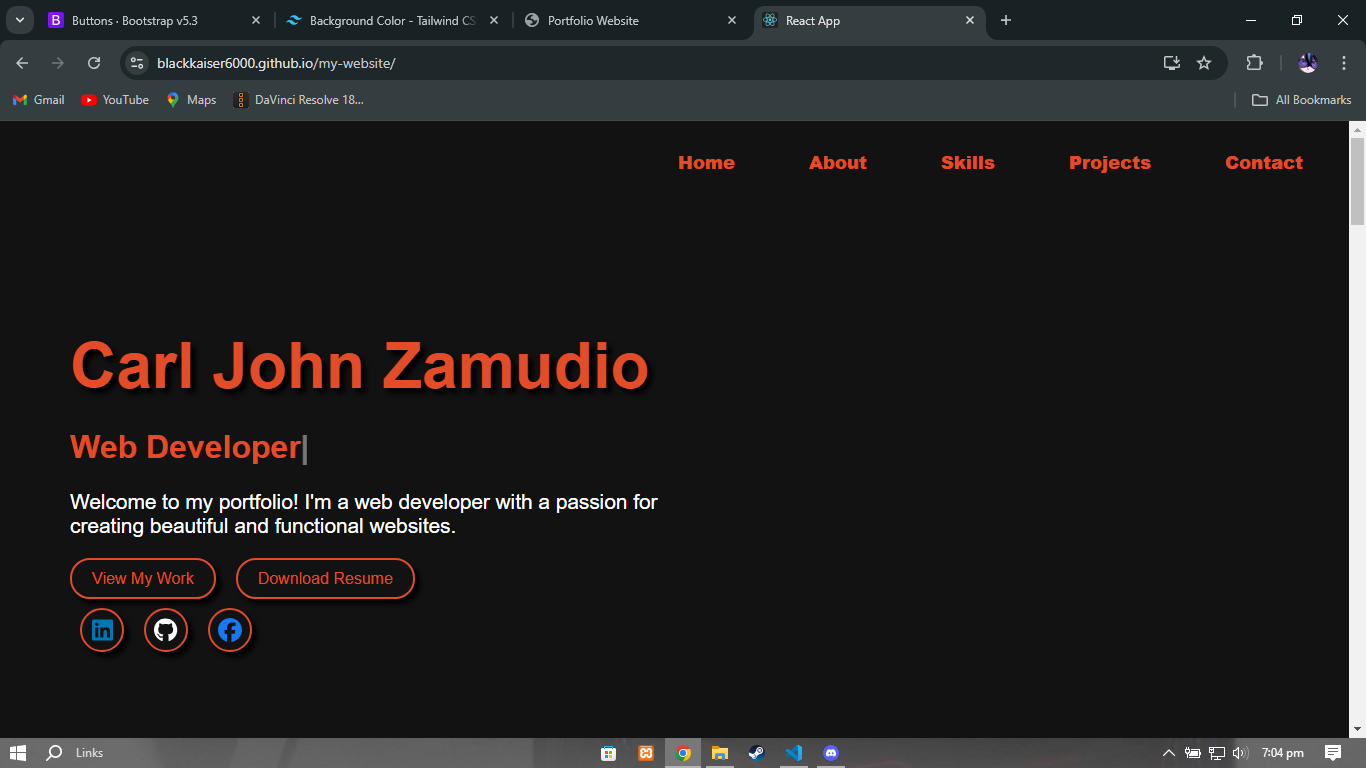 Buttons · Bootstrap v5.3
Background Color - Tailwind CS
Portfolio Website
React App
blackkaiser6000.github.io/my-website/
Gmail
YouTube
Maps
DaVinci Resolve 18...
All Bookmarks
Home
About
Skills
Projects
Contact
Carl John Zamudio
Web Developer|
Welcome to my portfolio! I'm a web developer with a passion for
creating beautiful and functional websites.
View My Work
Download Resume
Links
7:04 pm